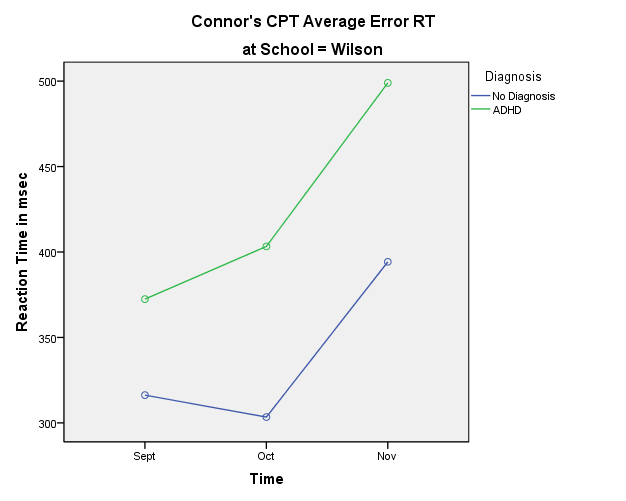 Connor's CPT Average Error RT
at School = Wilson
Diagnosis
No Diagnosis
ADHD
Reaction Time in msec
500
450
400
350
300
Sept Oct Nov
Time